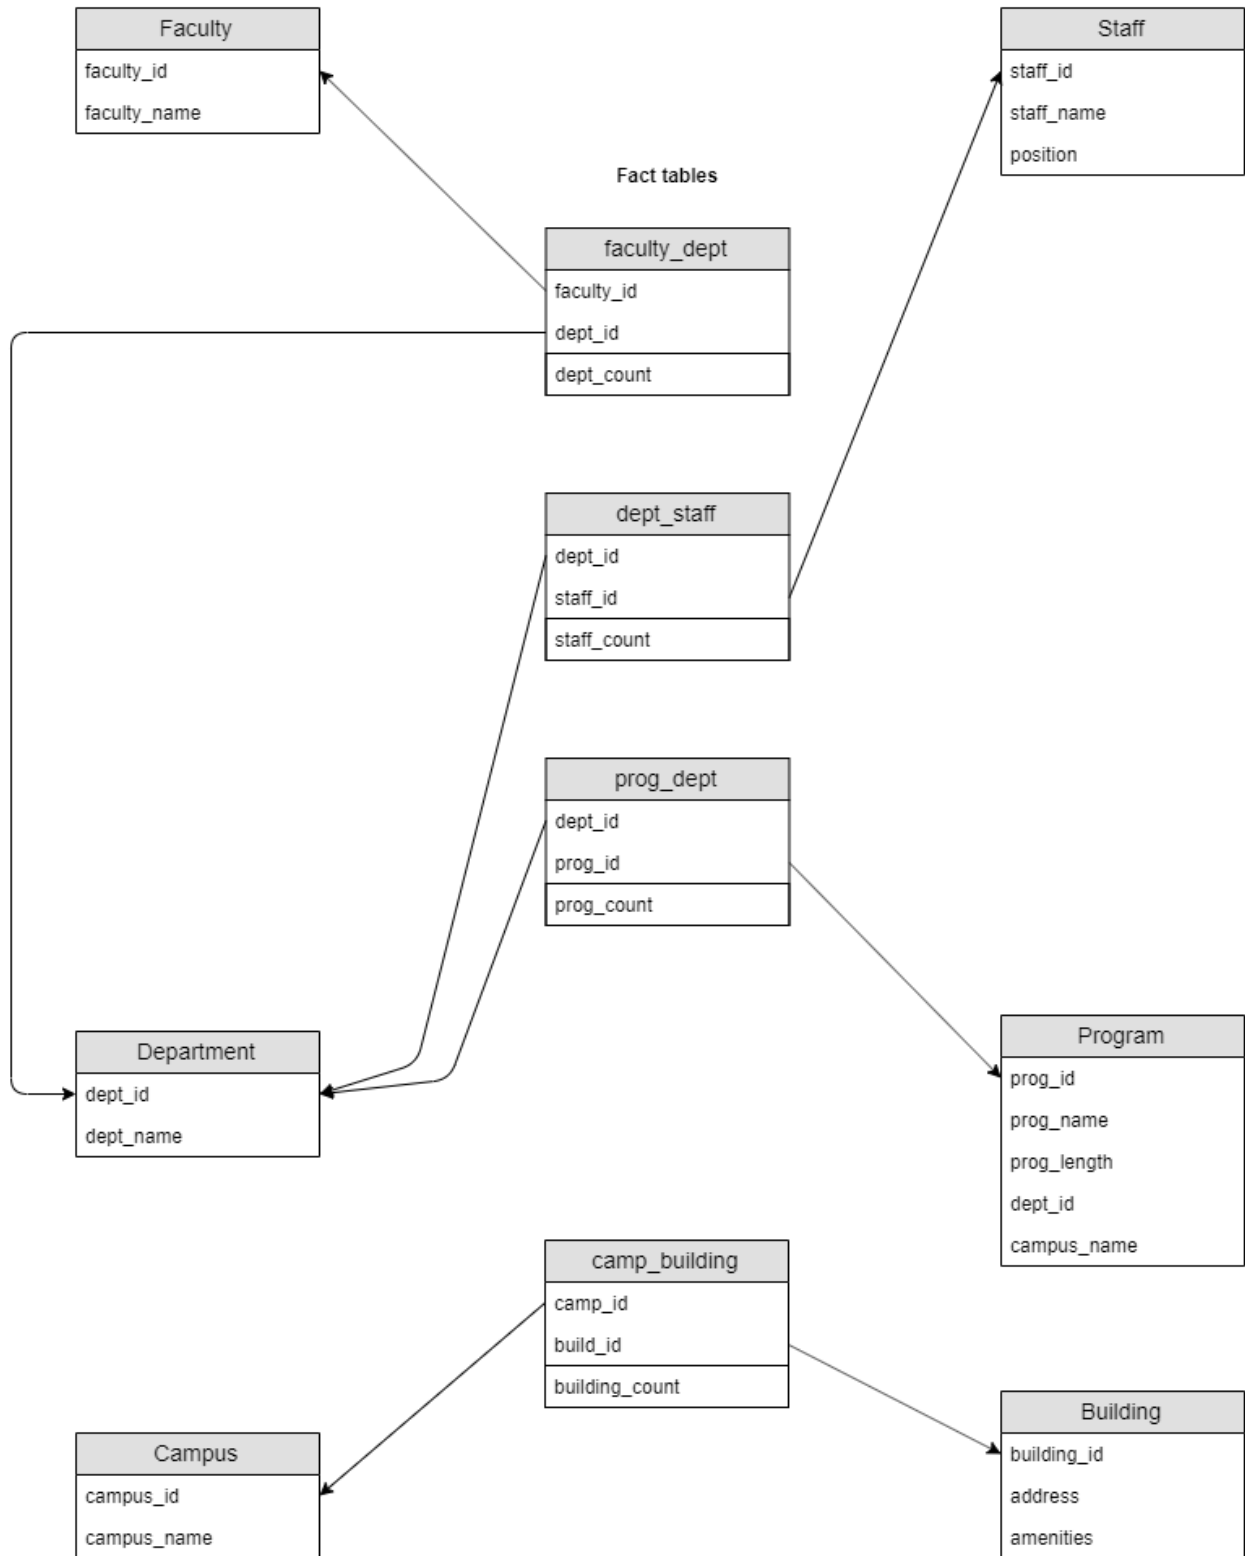 Faculty
faculty_id
faculty_name
Staff
staff_id
staff_name
position
Fact tables
faculty_dept
faculty_id
dept_id
dept_count
dept_staff
dept_id
staff_id
staff_count
prog_dept
dept_id
prog_id
prog_count
Department
dept_id
dept_name
Program
prog_id
prog_name
prog_length
dept_id
campus_name
camp_building
camp_id
build_id
building_count
Campus
campus_id
campus_name
Building
building_id
address
amenities